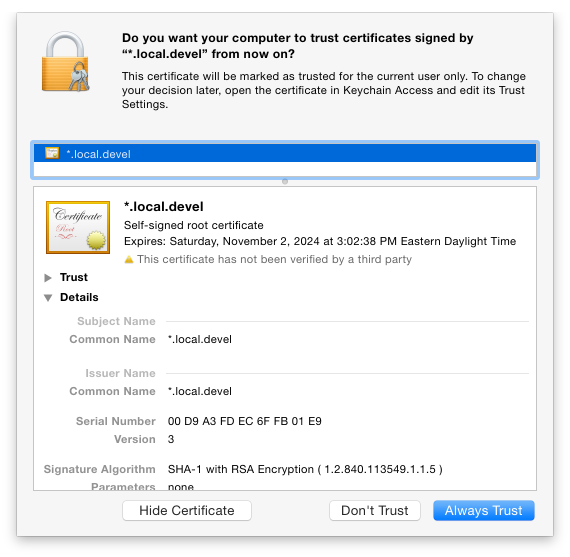 Do you want your computer to trust certificates signed by
“*.local.devel” from now on?
This certificate will be marked as trusted for the current user only. To change
your decision later, open the certificate in Keychain Access and edit its Trust
Settings.
*.local.devel
Certificate
Root
*.local.devel
Self-signed root certificate
Expires: Saturday, November 2, 2024 at 3:02:38 PM Eastern Daylight Time
This certificate has not been verified by a third party
Trust
Details
Subject Name
Common Name *.local.devel
Issuer Name
Common Name *.local.devel
Serial Number 00 D9 A3 FD EC 6F FB 01 E9
Version 3
Signature Algorithm SHA-1 with RSA Encryption ( 1.2.840.113549.1.1.5 )
Parameters none
Hide Certificate Don't Trust Always Trust